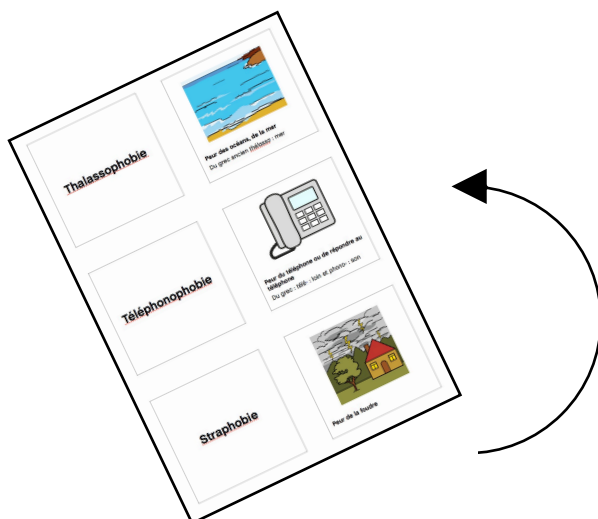 Thalassophobie
Peur des océans, de la mer
Du grec ancien thálassa : mer
Téléphonophobie
Peur du téléphone ou de répondre au
téléphone
Du grec : télé- : loin et phono- : son
Straphobie
Peur de la foudre